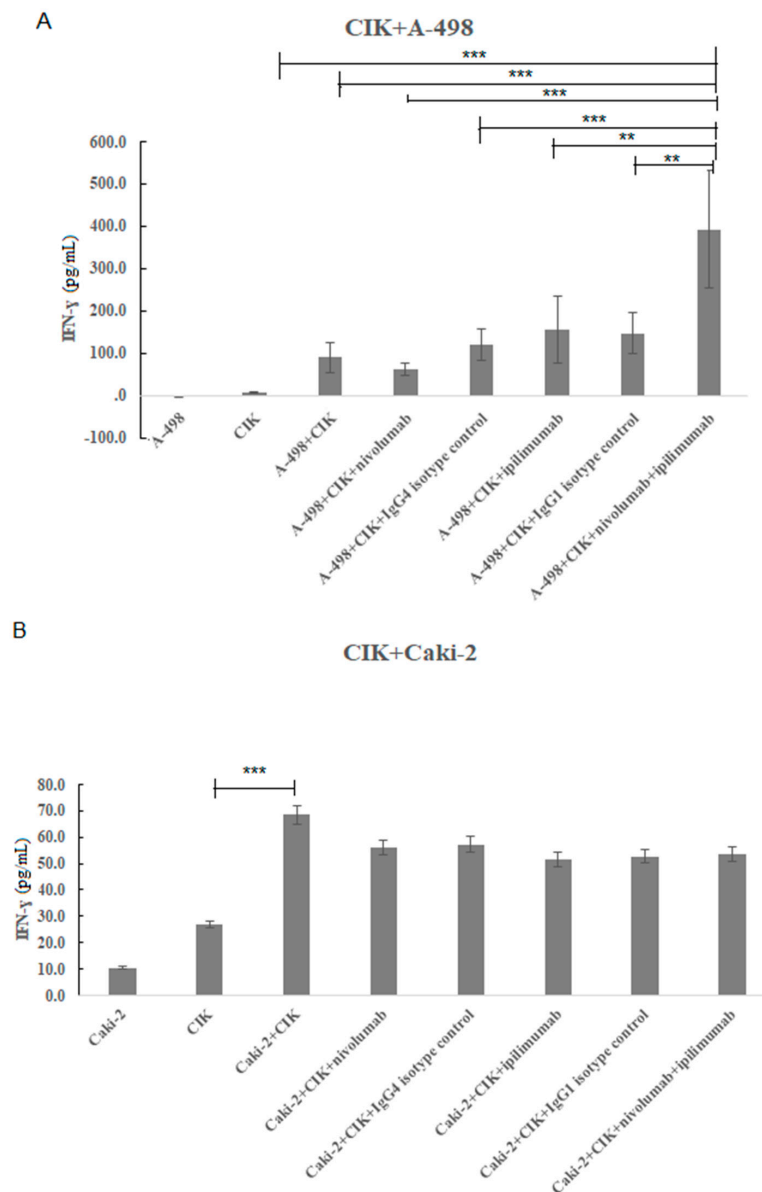 A
CIK+A-498
***
***
***
***
**
**
600.0
500.0
400.0
300.0
200.0
100.0
.0
-100.0
IFN-ɣ (pg/mL)
A-498
CIK
A-498+CIK
A-498+CIK+nivolumab
A-498+CIK+IgG4 isotype control
A-498+CIK+ipilimumab
A-498+CIK+IgG1 isotype control
A-498+CIK+nivolumab+ipilimumab
B
CIK+Caki-2
***
80.0
70.0
60.0
50.0
40.0
30.0
20.0
10.0
0.0
IFN-ɣ (pg/mL)
Caki-2
CIK
Caki-2+CIK
Caki-2+CIK+nivolumab
Caki-2+CIK+IgG4 isotype control
Caki-2+CIK+ipilimumab
Caki-2+CIK+IgG1 isotype control
Caki-2+CIK+nivolumab+ipilimumab